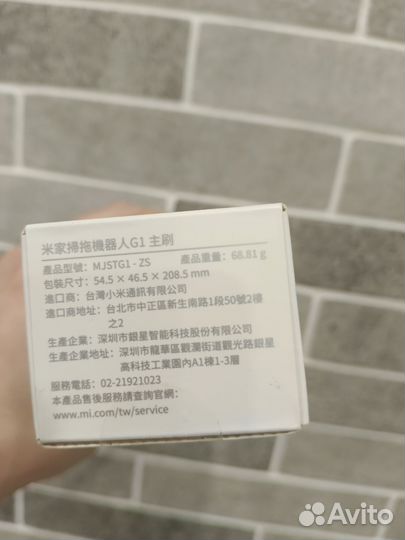 米家掃拖機器人G1 主刷
產品型號：MJSTG1 - ZS 產品重量：68.81 g
包裝尺寸：54.5 × 46.5 × 208.5 mm
進口商：台灣小米通訊有限公司
進口商地址：台北市中正區新生南路1段50號2樓
之2
生產企業：深圳市銀星智能科技股份有限公司
生產企業地址：深圳市龍華區觀瀾街道觀光路銀星
高科技工業園內A1棟1-3層
服務電話：02-21921023
本產品售後服務請查詢官網：
www.mi.com/tw/service
Avito